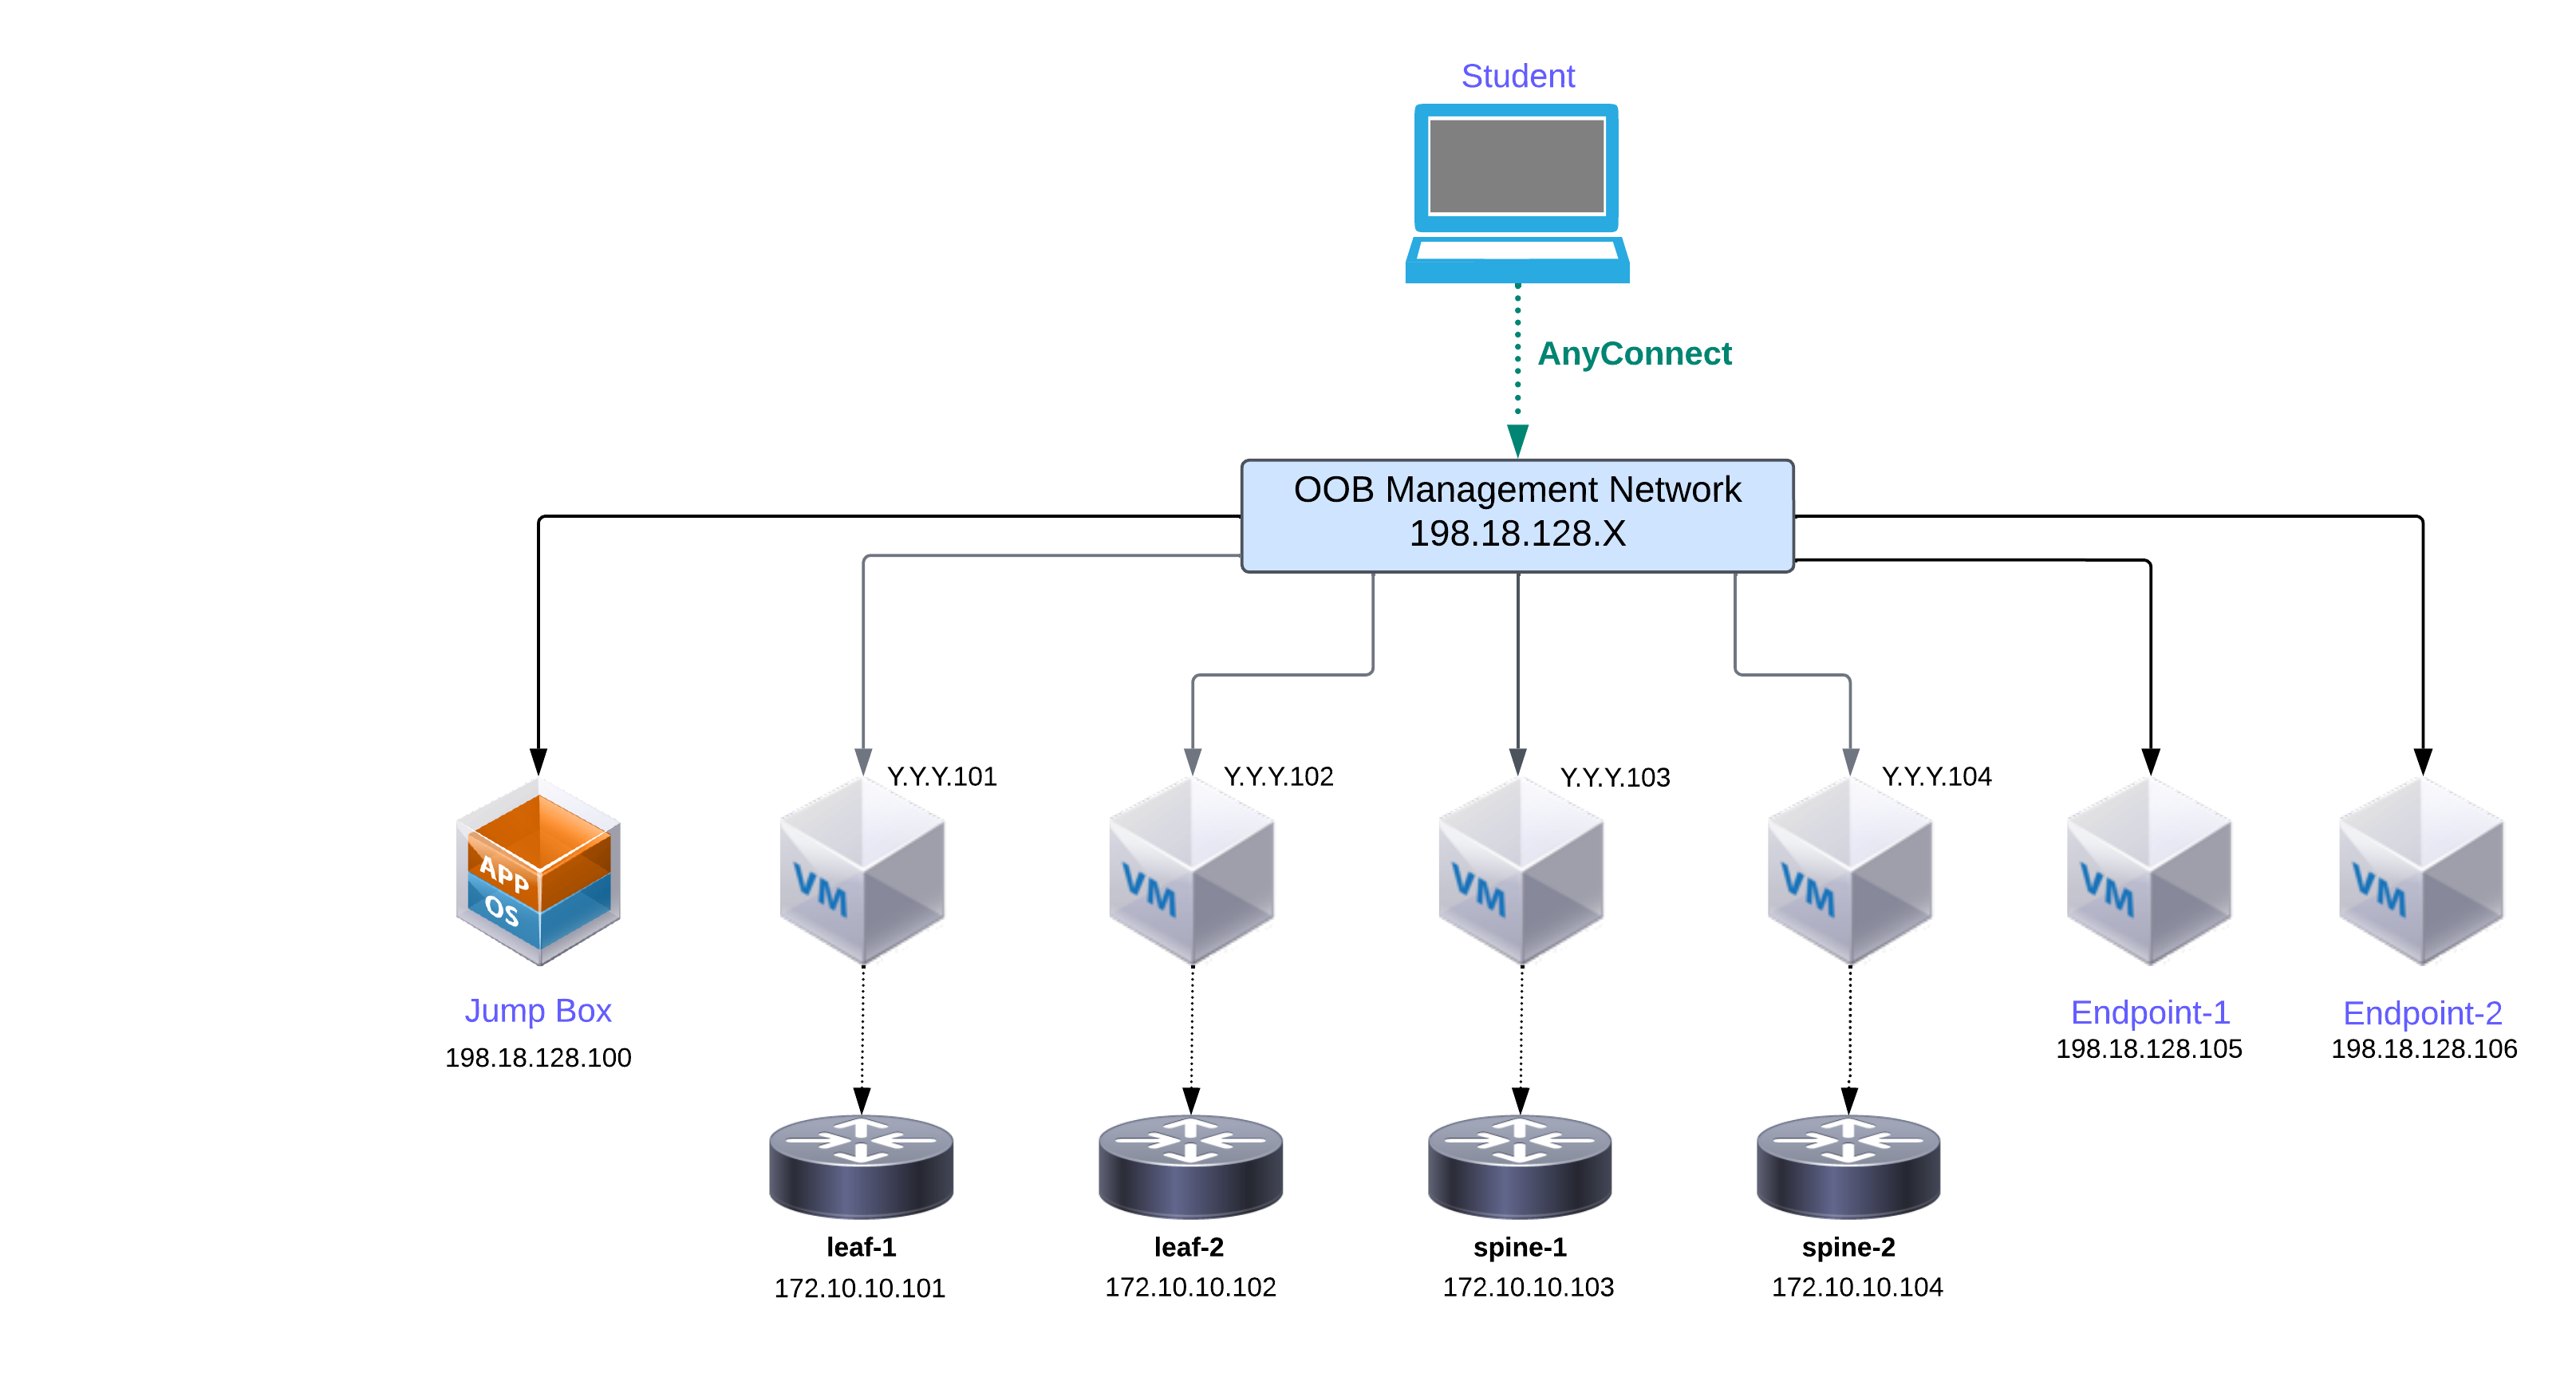 Student
AnyConnect
OOB Management Network
198.18.128.X
Y.Y.Y.101
Y.Y.Y.102
Y.Y.Y.103
Y.Y.Y.104
APP
OS
VM
VM
VM
VM
VM
VM
Jump Box
198.18.128.100
Endpoint-1
198.18.128.105
Endpoint-2
198.18.128.106
leaf-1
172.10.10.101
leaf-2
172.10.10.102
spine-1
172.10.10.103
spine-2
172.10.10.104